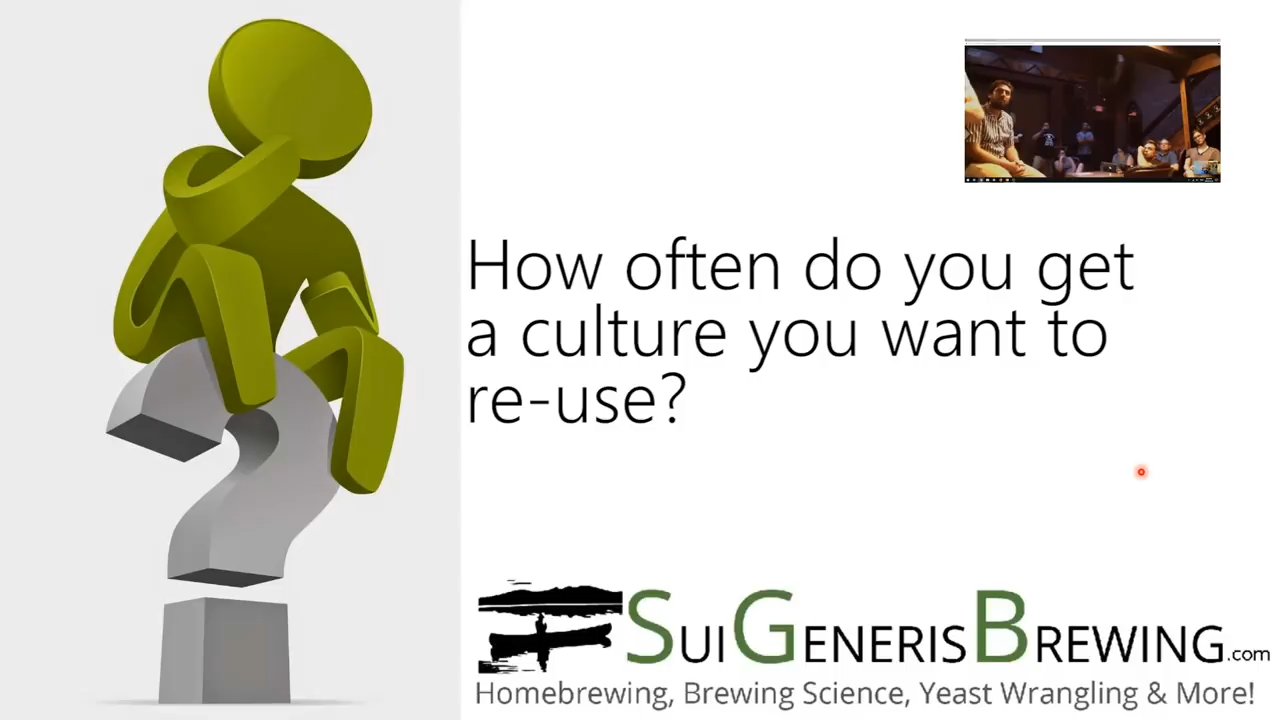 How often do you get
a culture you want to
re-use?
SUIGENERISBREWING.com
Homebrewing, Brewing Science, Yeast Wrangling & More!